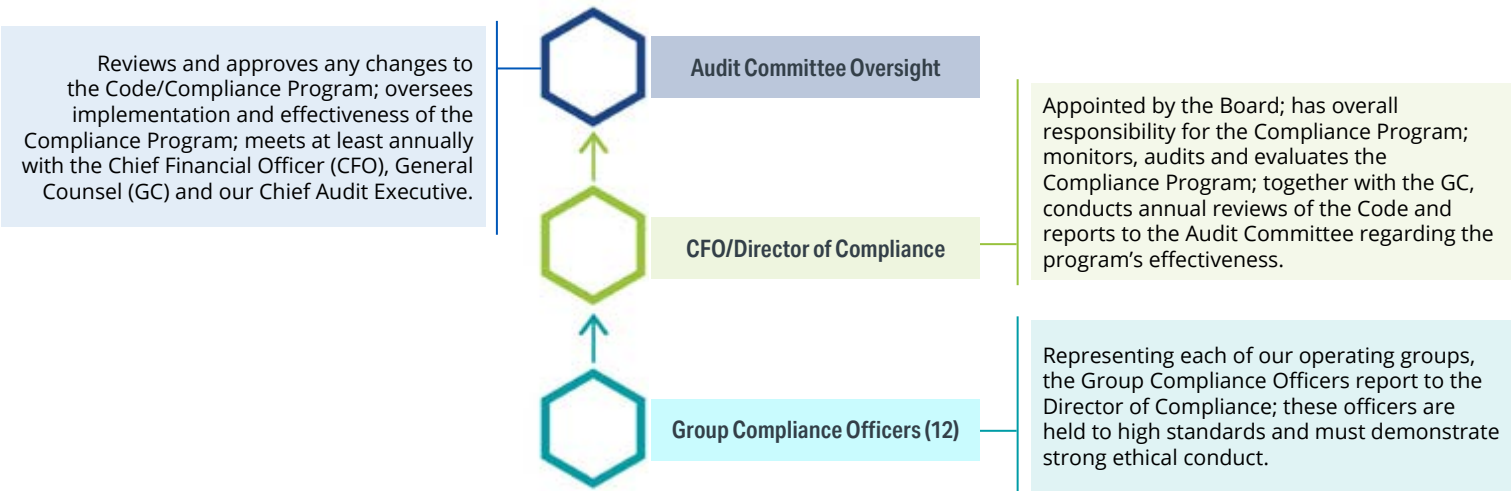 Reviews and approves any changes to
the Code/Compliance Program; oversees
implementation and effectiveness of the
Compliance Program; meets at least annually
with the Chief Financial Officer (CFO), General
Counsel (GC) and our Chief Audit Executive.
Audit Committee Oversight
Appointed by the Board; has overall
responsibility for the Compliance Program;
monitors, audits and evaluates the
Compliance Program; together with the GC,
conducts annual reviews of the Code and
reports to the Audit Committee regarding the
program’s effectiveness.
CFO/Director of Compliance
Representing each of our operating groups,
the Group Compliance Officers report to the
Director of Compliance; these officers are
held to high standards and must demonstrate
strong ethical conduct.
Group Compliance Officers (12)